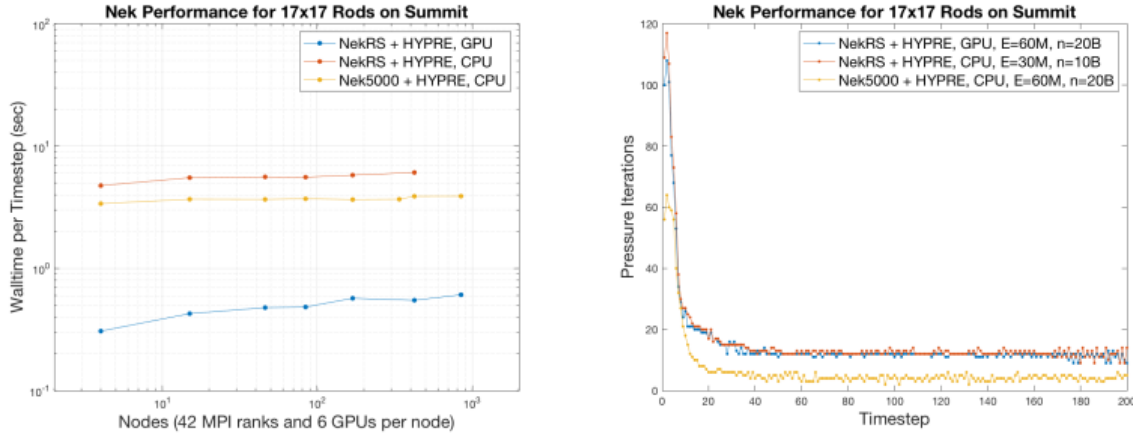 Nek Performance for 17x17 Rods on Summit
NekRS + HYPRE, GPU
NekRS + HYPRE, CPU
Nek5000 + HYPRE, CPU
Walltime per Timestep (sec)
10^2
10^1
10^0
10^-1
10^1
10^2
10^3
Nodes (42 MPI ranks and 6 GPUs per node)
Nek Performance for 17x17 Rods on Summit
NekRS + HYPRE, GPU, E=60M, n=20B
NekRS + HYPRE, CPU, E=30M, n=10B
Nek5000 + HYPRE, CPU, E=60M, n=20B
Pressure Iterations
120
100
80
60
40
20
0
0 20 40 60 80 100 120 140 160 180 200
Timestep